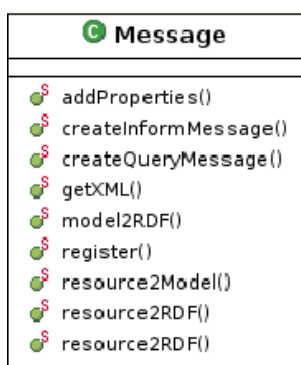 C Message
S addProperties()
S createInformMessage()
S createQueryMessage()
S getXML()
S model2RDF()
S register()
S resource2Model()
S resource2RDF()
S resource2RDF()